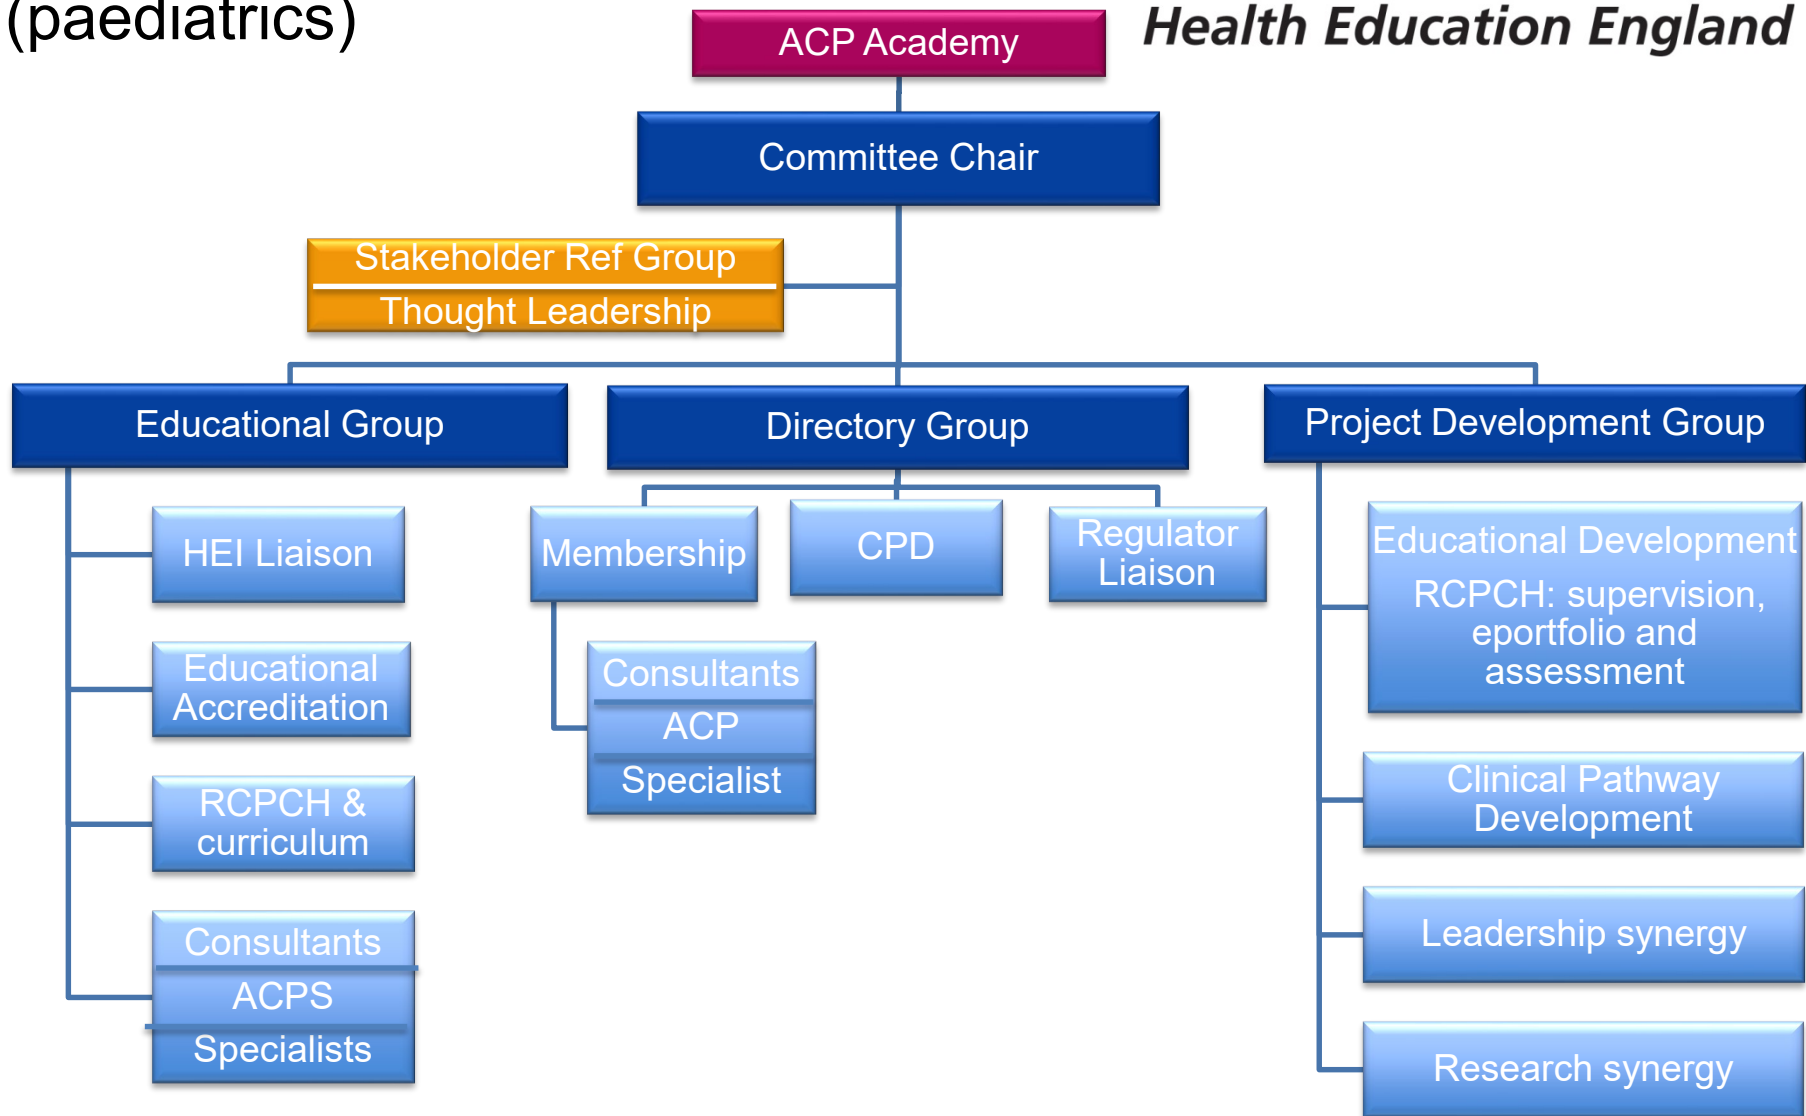 (paediatrics)
Health Education England
ACP Academy
Committee Chair
Stakeholder Ref Group
Thought Leadership
Educational Group
Directory Group
Project Development Group
HEI Liaison
Educational
Accreditation
RCPCH &
curriculum
Consultants
ACPS
Specialists
Membership
CPD
Regulator
Liaison
Consultants
ACP
Specialist
Educational Development
RCPCH: supervision,
eportfolio and
assessment
Clinical Pathway
Development
Leadership synergy
Research synergy